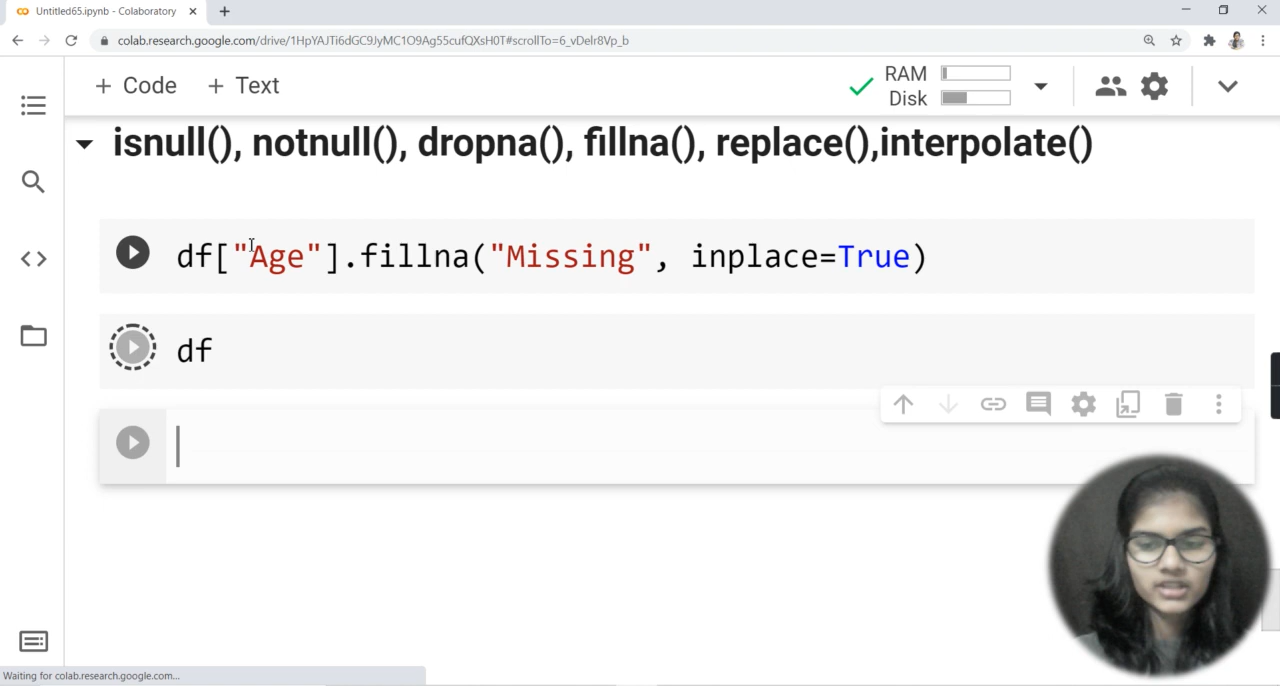 Untitled65.ipynb - Colaboratory
colab.research.google.com/drive/1HpYAJTi6dGC9JyMC1O9Ag55cufQXsH0T#scrollTo=6_vDelr8Vp_b
+ Code + Text
RAM
Disk
isnull(), notnull(), dropna(), fillna(), replace(),interpolate()
df["Age"].fillna("Missing", inplace=True)
df
Waiting for colab.research.google.com...